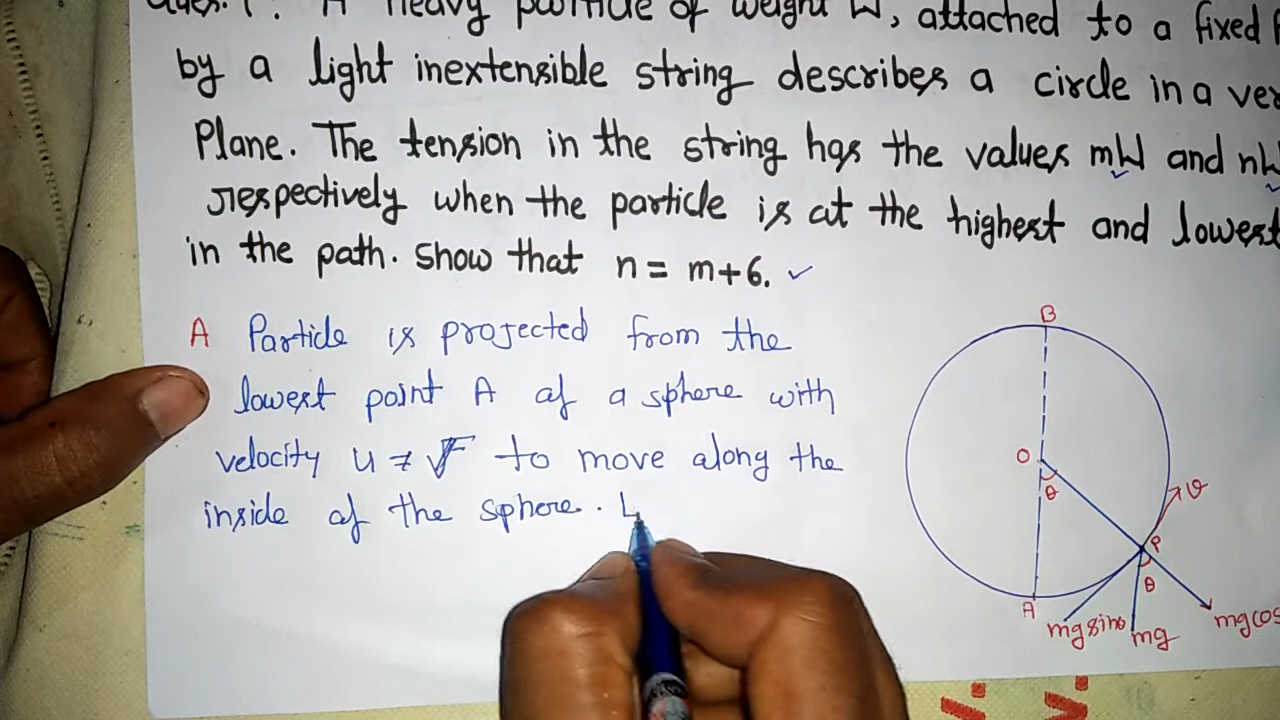 A heavy particle of weight W, attached to a fixed
by a light inextensible string describes a circle in a
Plane. The tension in the string has the values mW and nW
respectively when the particle is at the highest and lowest
in the path. show that n = m+6. ✓
A Particle is projected from the
lowest point A of a sphere with
velocity u to move along the
inside of the sphere. L
B
O
θ
v
P
θ
A
mg sinθ
mg
mg cos